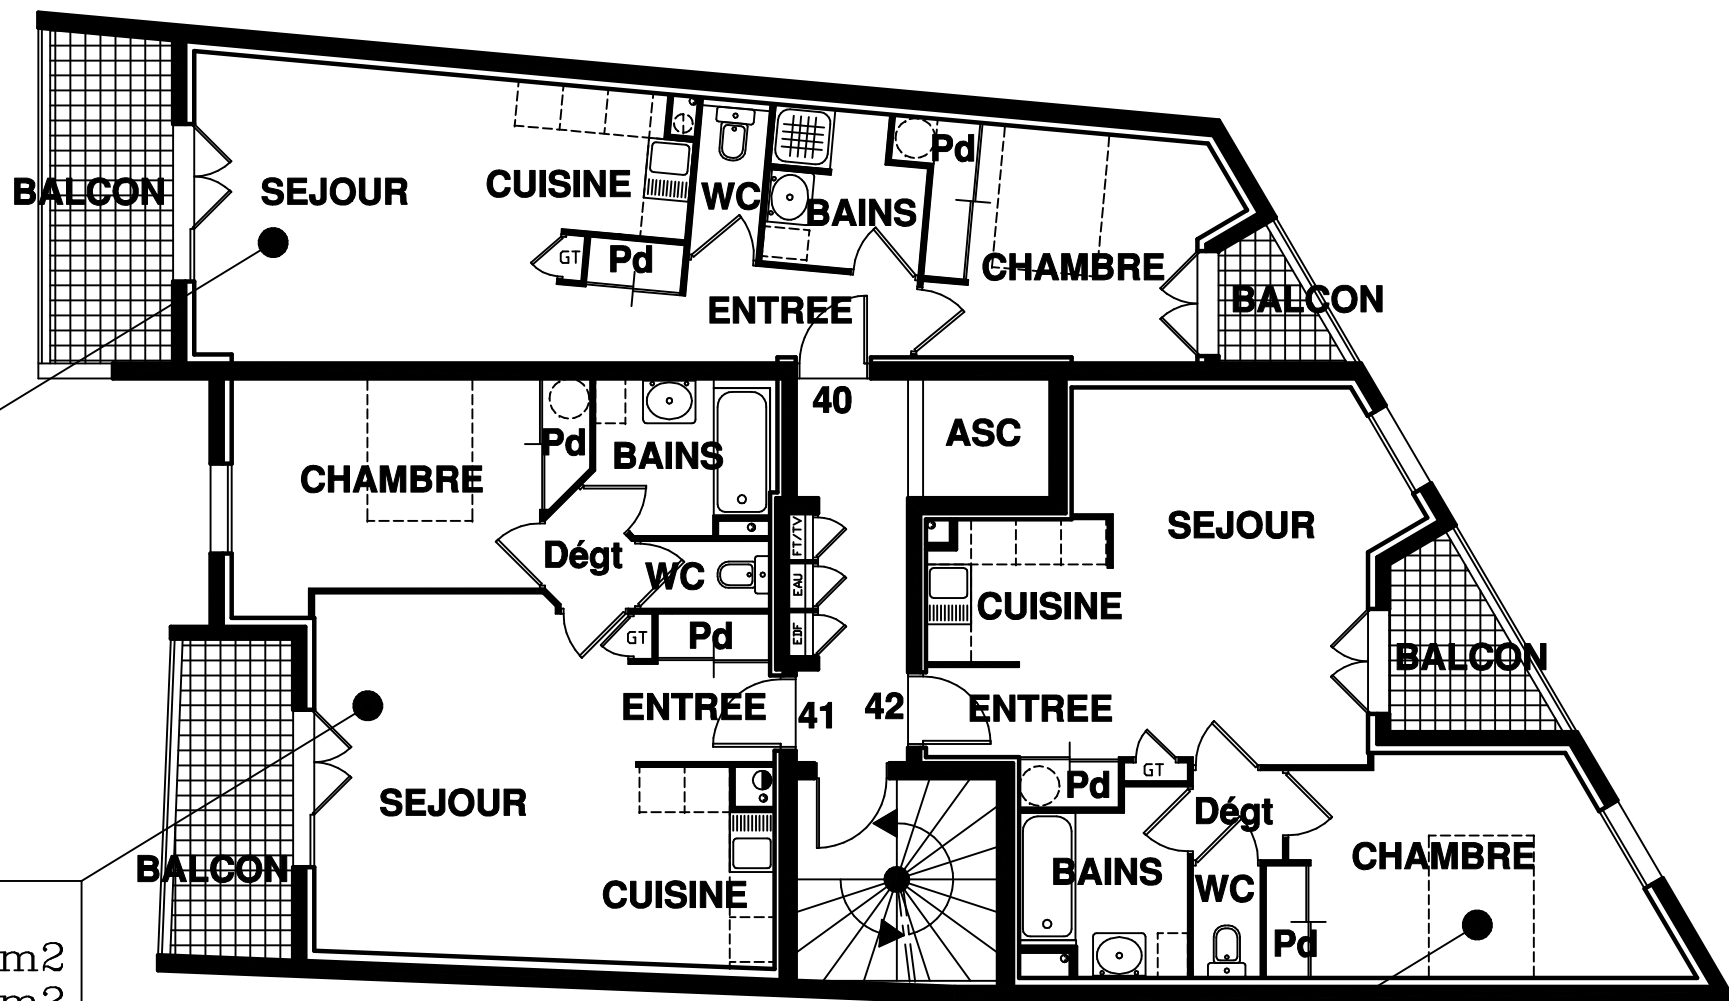 BALCON
SEJOUR
CUISINE
WC
BAINS
Pd
GT
Pd
CHAMBRE
BALCON
ENTREE
40
ASC
CHAMBRE
Pd
BAINS
Dégt
WC
GT
Pd
FT/TV
EAU
EDF
SEJOUR
CUISINE
BALCON
ENTREE
41
42
ENTREE
SEJOUR
CUISINE
BALCON
Pd
GT
Dégt
BAINS
WC
CHAMBRE
Pd
m2
m2